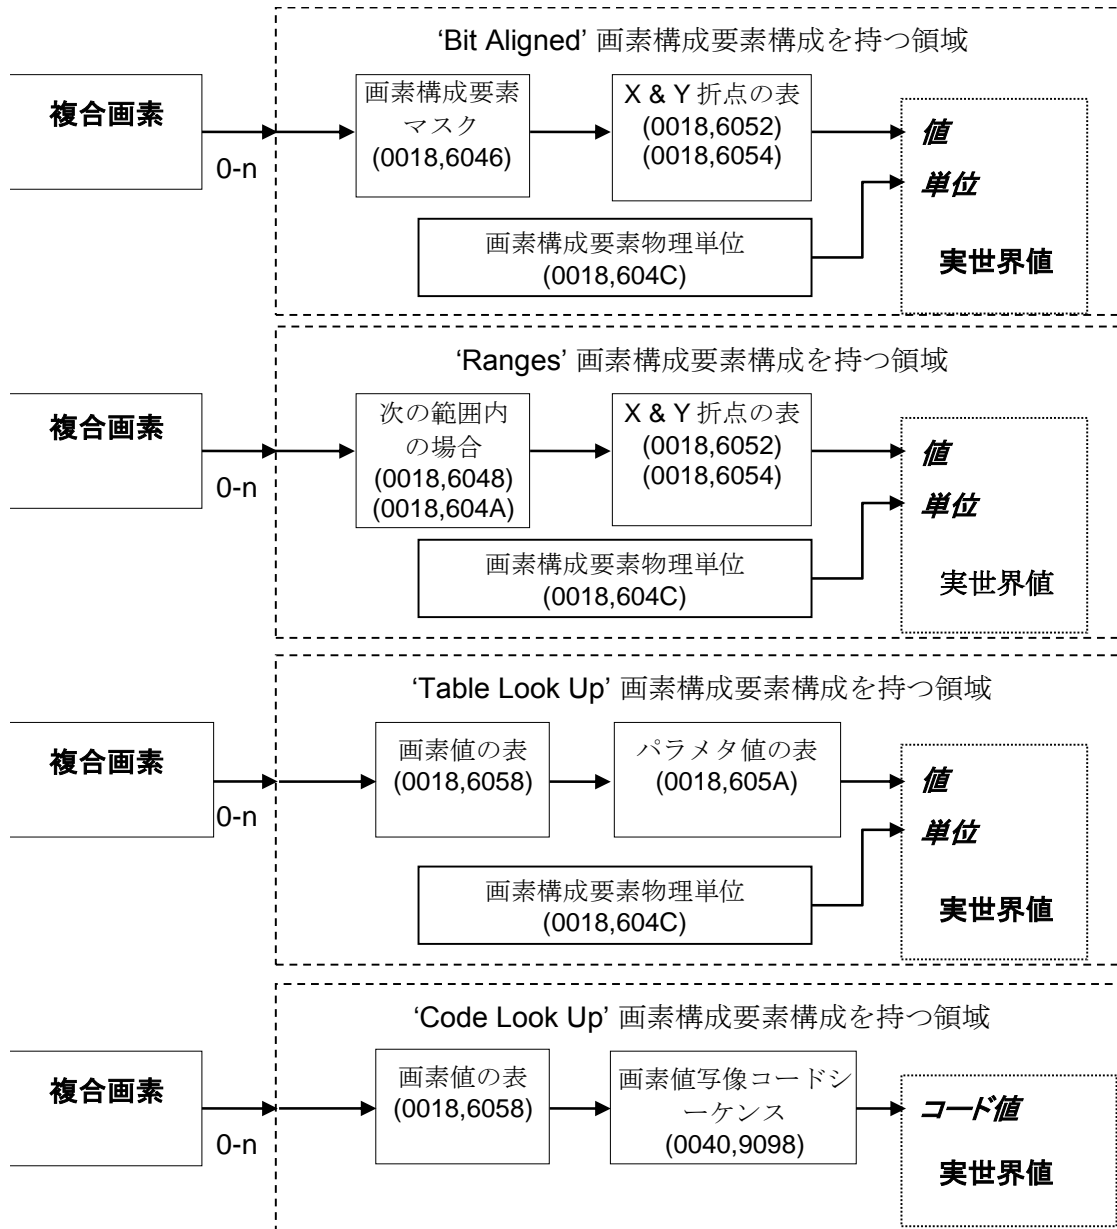 ‘Bit Aligned’ 画素構成要素構成を持つ領域
複合画素
0-n
画素構成要素
マスク
(0018,6046)
X & Y 折点の表
(0018,6052)
(0018,6054)
値
単位
実世界値
画素構成要素物理単位
(0018,604C)
‘Ranges’ 画素構成要素構成を持つ領域
複合画素
0-n
次の範囲内
の場合
(0018,6048)
(0018,604A)
X & Y 折点の表
(0018,6052)
(0018,6054)
値
単位
実世界値
画素構成要素物理単位
(0018,604C)
‘Table Look Up’ 画素構成要素構成を持つ領域
複合画素
0-n
画素値の表
(0018,6058)
パラメタ値の表
(0018,605A)
値
単位
実世界値
画素構成要素物理単位
(0018,604C)
‘Code Look Up’ 画素構成要素構成を持つ領域
複合画素
0-n
画素値の表
(0018,6058)
画素値写像コードシ
ーケンス
(0040,9098)
コード値
実世界値